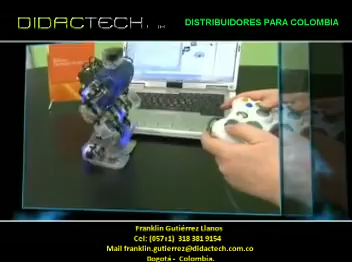 DIDACTECH
DISTRIBUIDORES PARA COLOMBIA
Franklin Gutiérrez Llanos
Cel: (057+1) 318 381 9154
Mail franklin.gutierrez@didactech.com.co
Bogotá - Colombia.